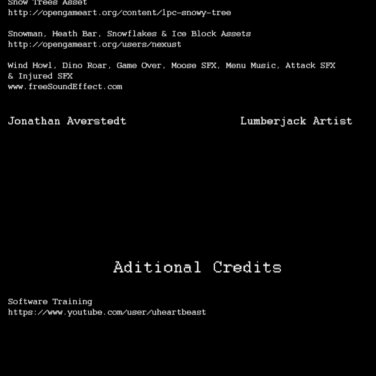 Snow Trees Asset
http://opengameart.org/content/lpc-snowy-tree
Snowman, Heath Bar, Snowflakes & Ice Block Assets
http://opengameart.org/users/nexust
Wind Howl, Dino Roar, Game Over, Moose SFX, Menu Music, Attack SFX
& Injured SFX
www.freeSoundEffect.com
Jonathan Averstedt Lumberjack Artist
Aditional Credits
Software Training
https://www.youtube.com/user/uheartbeast